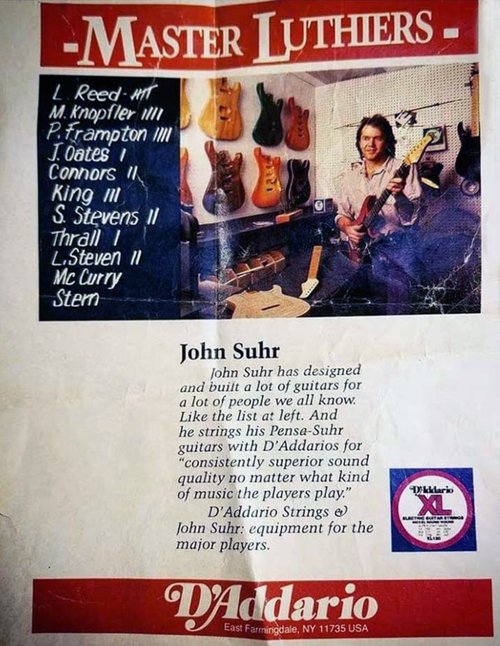 -MASTER LUTHIERS-
L. Reed- IIII
M. Knopfler IIII
P. frampton IIII
J. Oates I
Connors II
King III
S. Stevens II
Thrall I
L. Steven II
Mc Curry
Stern
John Suhr
John Suhr has designed
and built a lot of guitars for
a lot of people we all know.
Like the list at left. And
he strings his Pensa-Suhr
guitars with D'Addarios for
"consistently superior sound
quality no matter what kind
of music the players play."
D'Addario Strings &
John Suhr: equipment for the
major players.
D'Addario
XL
ELECTRIC GUITAR STRINGS
D'Addario
East Farmingdale, NY 11735 USA